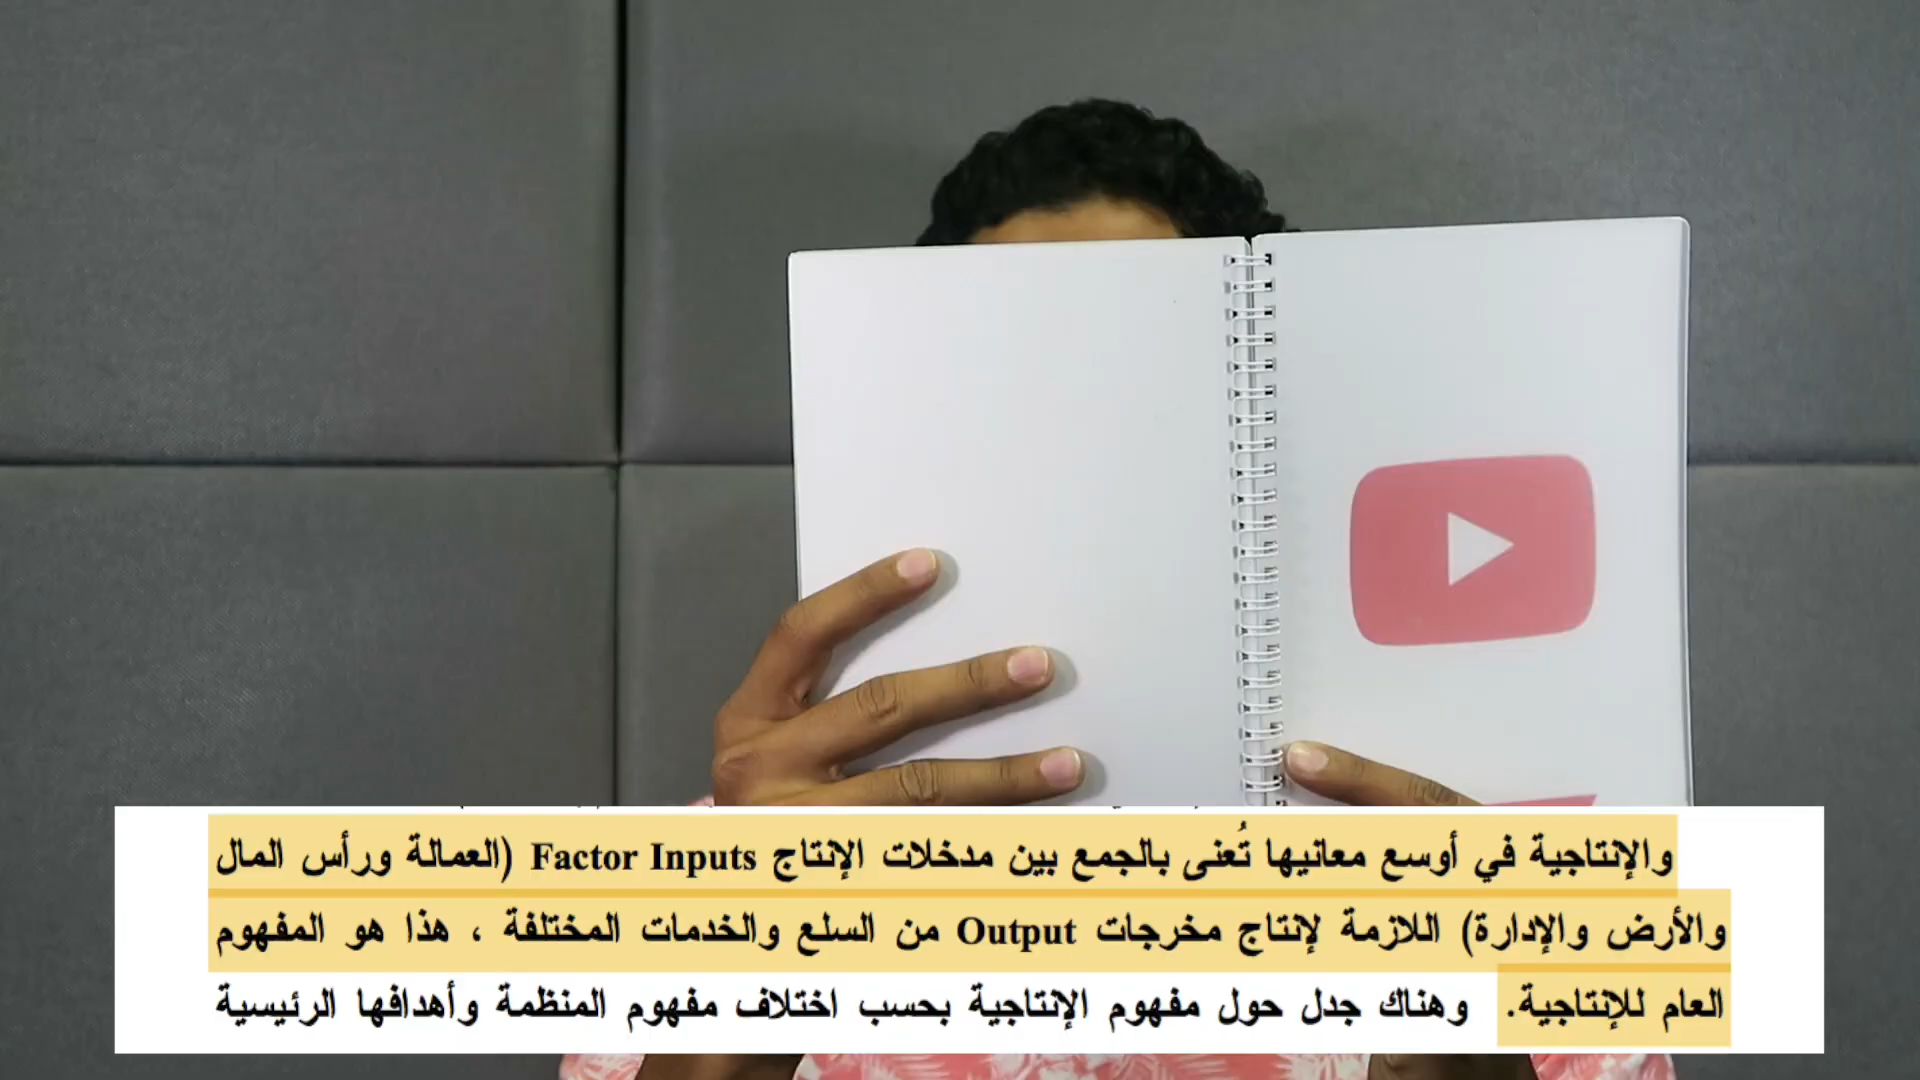 والإنتاجية في أوسع معانيها تُعنى بالجمع بين مدخلات الإنتاج Factor Inputs (العمالة ورأس المال
والأرض والإدارة) اللازمة لإنتاج مخرجات Output من السلع والخدمات المختلفة ، هذا هو المفهوم
العام للإنتاجية. وهناك جدل حول مفهوم الإنتاجية بحسب اختلاف مفهوم المنظمة وأهدافها الرئيسية